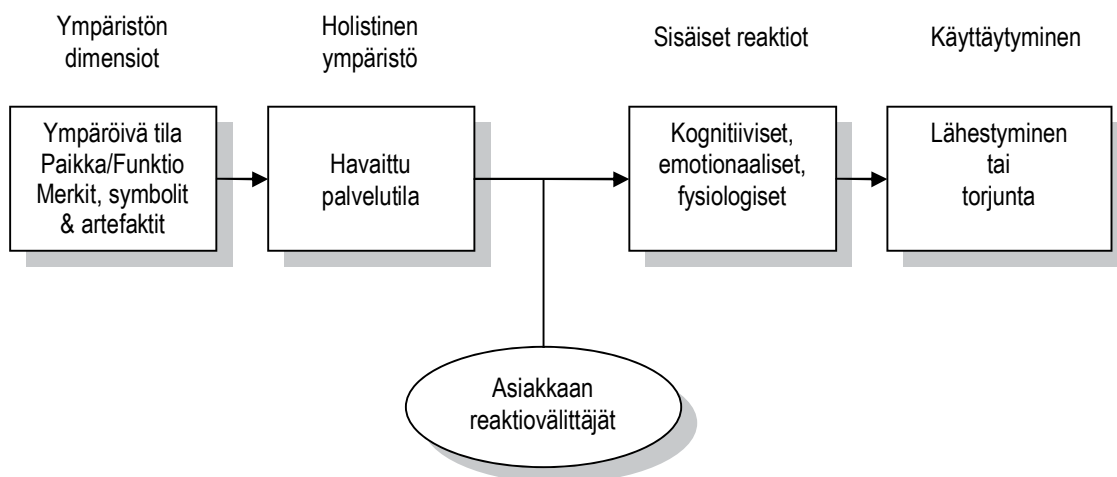 Ympäristön
dimensiot
Holistinen
ympäristö
Sisäiset reaktiot
Käyttäytyminen
Ympäröivä tila
Paikka/Funktio
Merkit, symbolit
& artefaktit
Havaittu
palvelutila
Kognitiiviset,
emotionaaliset,
fysiologiset
Lähestyminen
tai
torjunta
Asiakkaan
reaktiovälittäjät